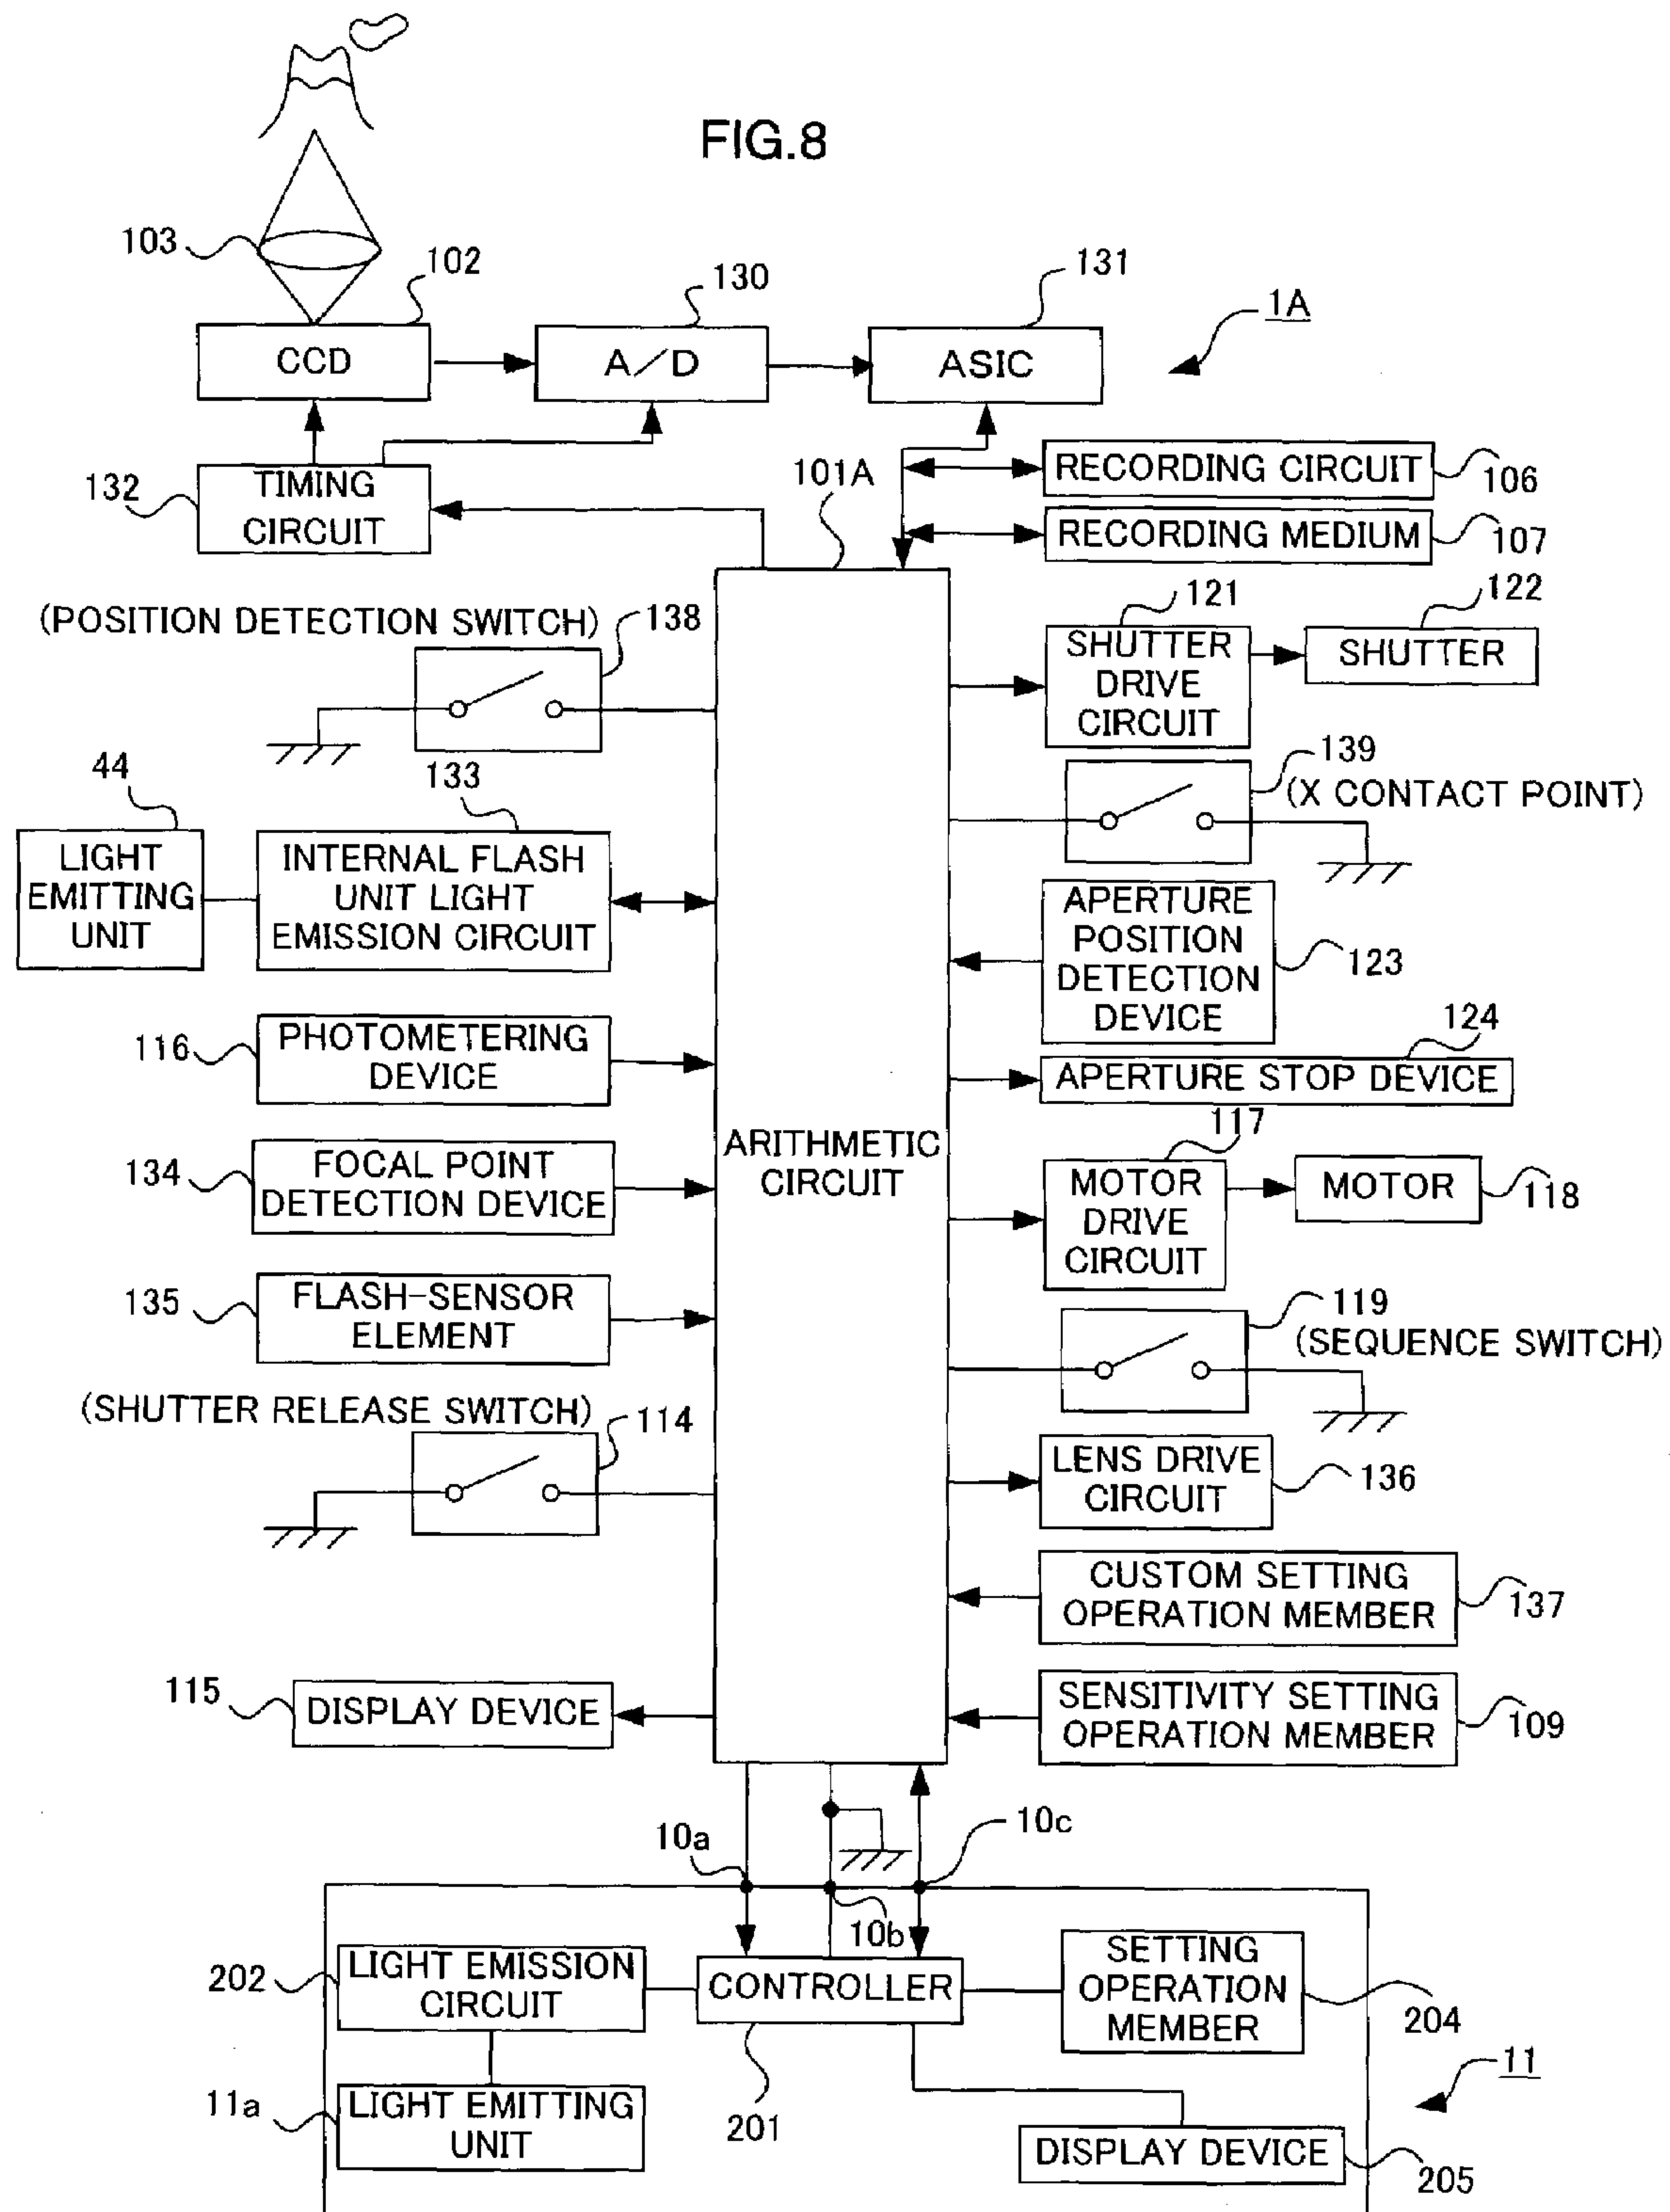 FIG.8
103
102
130
131
1A
CCD
A/D
ASIC
132
TIMING
CIRCUIT
101A
RECORDING CIRCUIT
106
RECORDING MEDIUM
107
(POSITION DETECTION SWITCH)
138
121
122
SHUTTER
DRIVE
CIRCUIT
SHUTTER
44
133
139
(X CONTACT POINT)
LIGHT
EMITTING
UNIT
INTERNAL FLASH
UNIT LIGHT
EMISSION CIRCUIT
APERTURE
POSITION
DETECTION
DEVICE
123
116
PHOTOMETERING
DEVICE
124
APERTURE STOP DEVICE
ARITHMETIC
CIRCUIT
117
134
FOCAL POINT
DETECTION DEVICE
MOTOR
DRIVE
CIRCUIT
MOTOR
118
135
FLASH-SENSOR
ELEMENT
119
(SEQUENCE SWITCH)
(SHUTTER RELEASE SWITCH)
114
LENS DRIVE
CIRCUIT
136
CUSTOM SETTING
OPERATION MEMBER
137
115
DISPLAY DEVICE
SENSITIVITY SETTING
OPERATION MEMBER
109
10a
10c
10b
202
LIGHT EMISSION
CIRCUIT
CONTROLLER
SETTING
OPERATION
MEMBER
204
11
11a
LIGHT EMITTING
UNIT
201
DISPLAY DEVICE
205